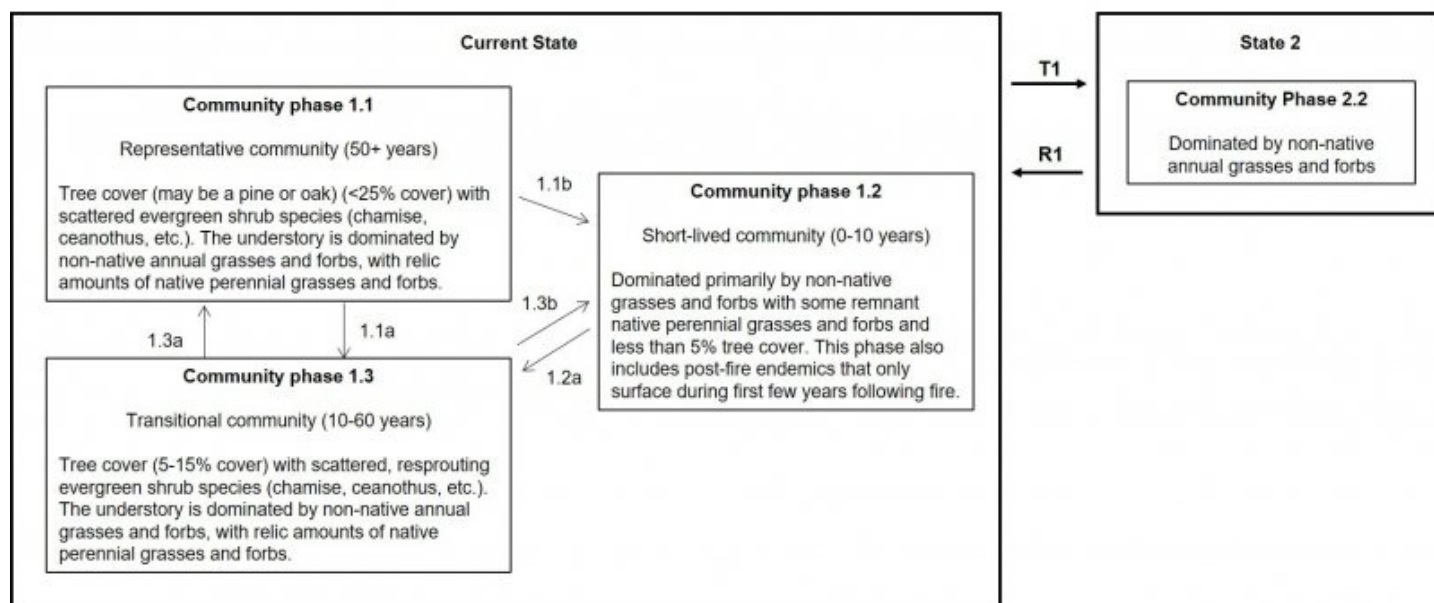 Current State
Community phase 1.1
Representative community (50+ years)
Tree cover (may be a pine or oak) (<25% cover) with
scattered evergreen shrub species (chamise,
ceanothus, etc.). The understory is dominated by
non-native annual grasses and forbs, with relic
amounts of native perennial grasses and forbs.
1.1b
1.3a
1.1a
1.3b
1.2a
Community phase 1.2
Short-lived community (0-10 years)
Dominated primarily by non-native
grasses and forbs with some remnant
native perennial grasses and forbs and
less than 5% tree cover. This phase also
includes post-fire endemics that only
surface during first few years following fire.
Community phase 1.3
Transitional community (10-60 years)
Tree cover (5-15% cover) with scattered, resprouting
evergreen shrub species (chamise, ceanothus, etc.).
The understory is dominated by non-native annual
grasses and forbs, with relic amounts of native
perennial grasses and forbs.
T1
R1
State 2
Community Phase 2.2
Dominated by non-native
annual grasses and forbs